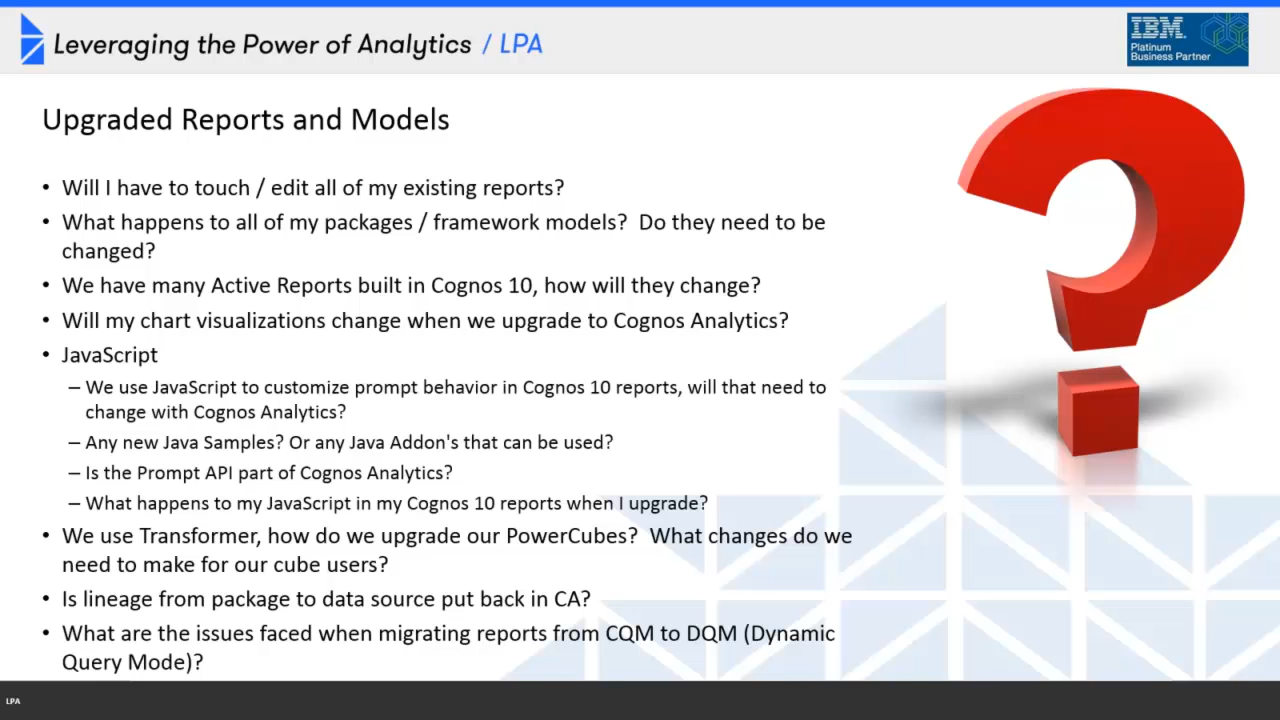 Leveraging the Power of Analytics / LPA
IBM
Platinum
Business Partner
Upgraded Reports and Models
• Will I have to touch / edit all of my existing reports?
• What happens to all of my packages / framework models?  Do they need to be
changed?
• We have many Active Reports built in Cognos 10, how will they change?
• Will my chart visualizations change when we upgrade to Cognos Analytics?
• JavaScript
– We use JavaScript to customize prompt behavior in Cognos 10 reports, will that need to
change with Cognos Analytics?
– Any new Java Samples? Or any Java Addon's that can be used?
– Is the Prompt API part of Cognos Analytics?
– What happens to my JavaScript in my Cognos 10 reports when I upgrade?
• We use Transformer, how do we upgrade our PowerCubes?  What changes do we
need to make for our cube users?
• Is lineage from package to data source put back in CA?
• What are the issues faced when migrating reports from CQM to DQM (Dynamic
Query Mode)?
LPA